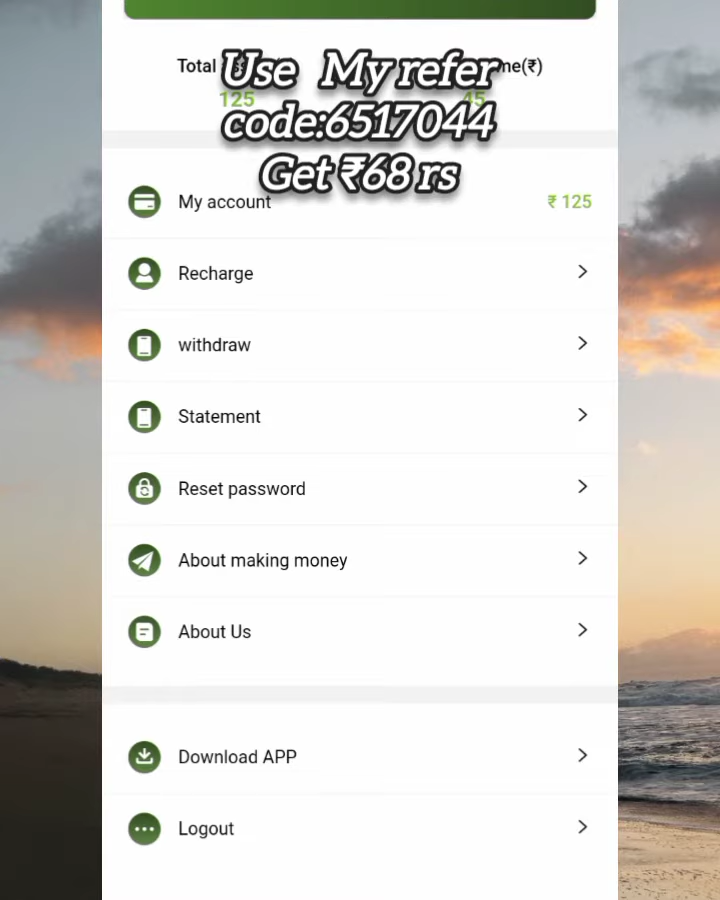 Use My refer
code:6517044
Get ₹68 rs
Total
me(₹)
125
45
My account
₹ 125
Recharge
withdraw
Statement
Reset password
About making money
About Us
Download APP
Logout